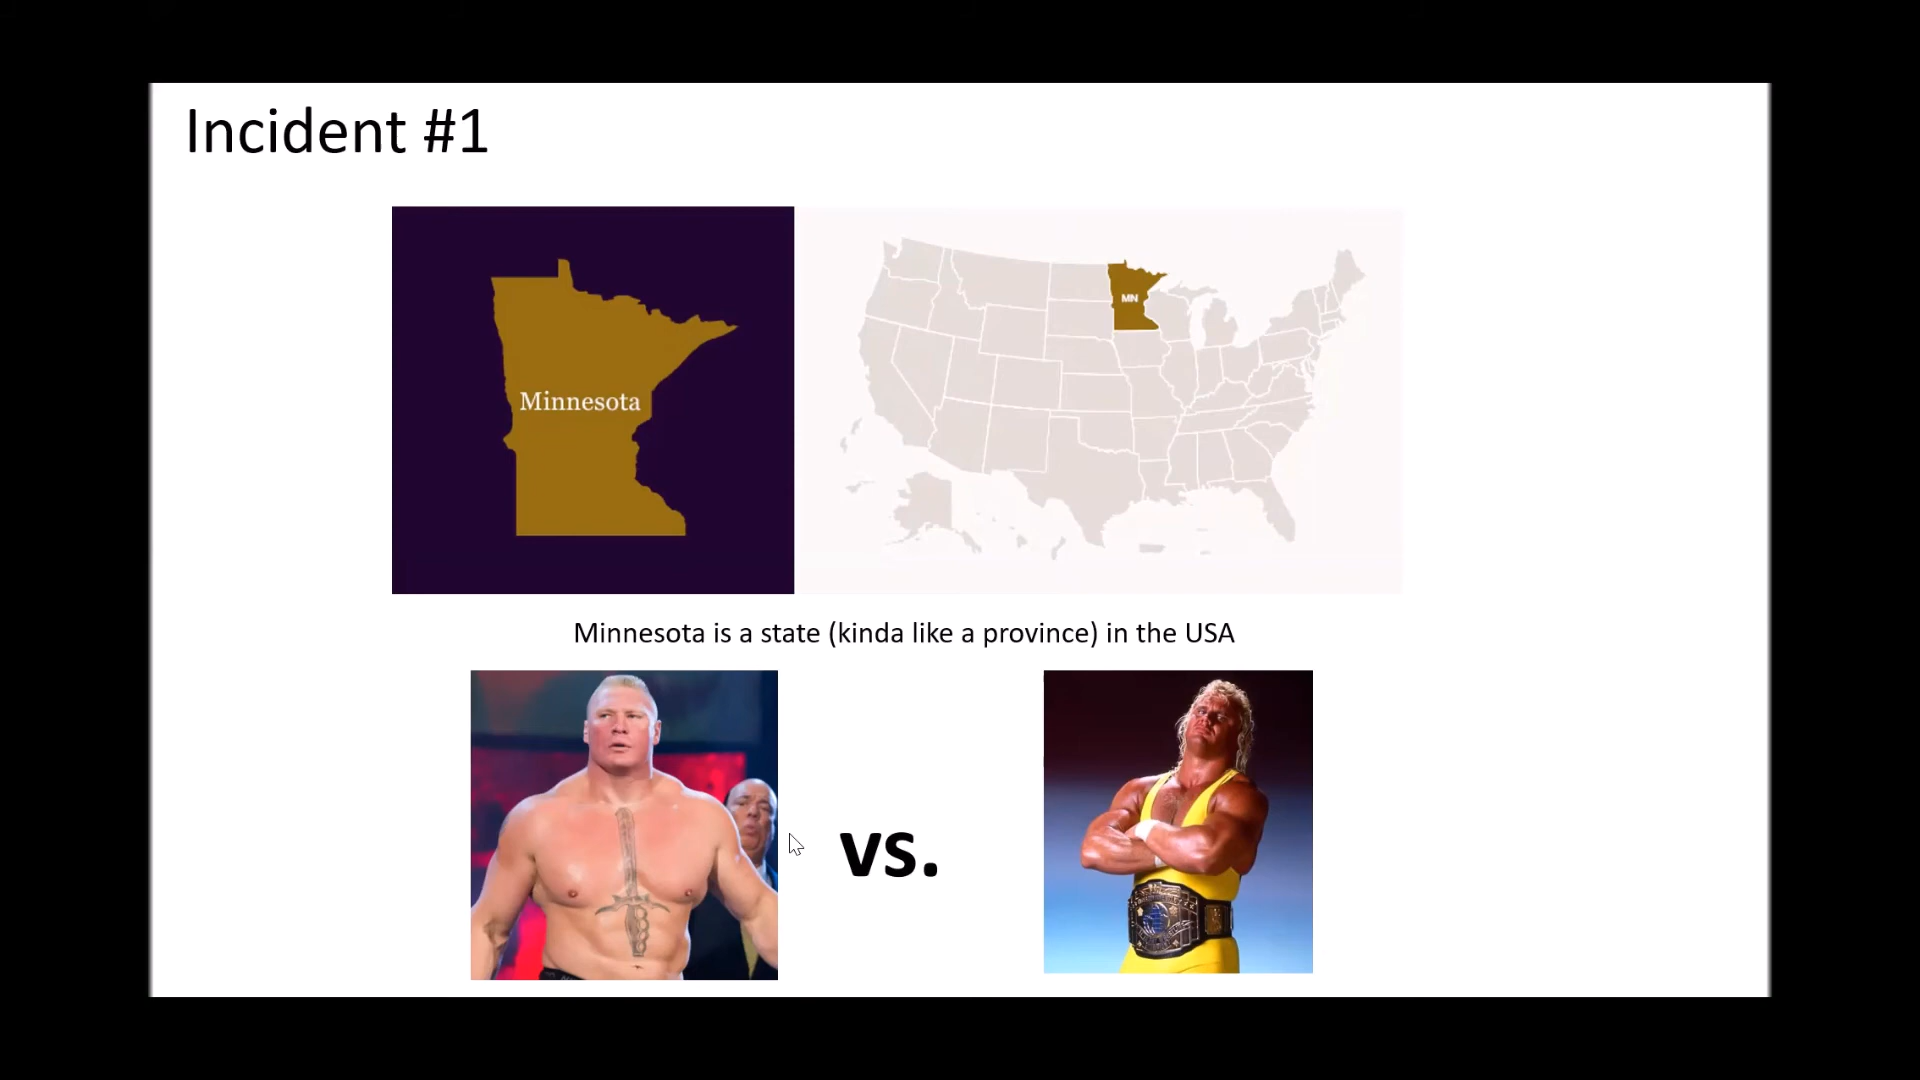 Incident #1
Minnesota
MN
Minnesota is a state (kinda like a province) in the USA
vs.